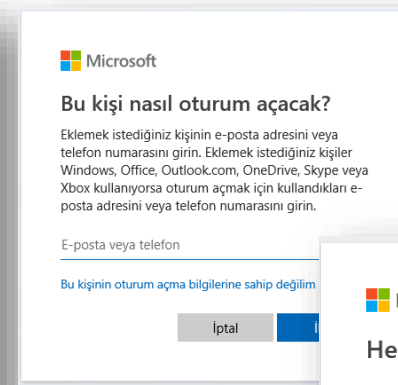 Microsoft
Bu kişi nasıl oturum açacak?
Eklemek istediğiniz kişinin e-posta adresini veya
telefon numarasını girin. Eklemek istediğiniz kişiler
Windows, Office, Outlook.com, OneDrive, Skype veya
Xbox kullanıyorsa oturum açmak için kullandıkları e-
posta adresini veya telefon numarasını girin.
E-posta veya telefon
Bu kişinin oturum açma bilgilerine sahip değilim
İptal
He